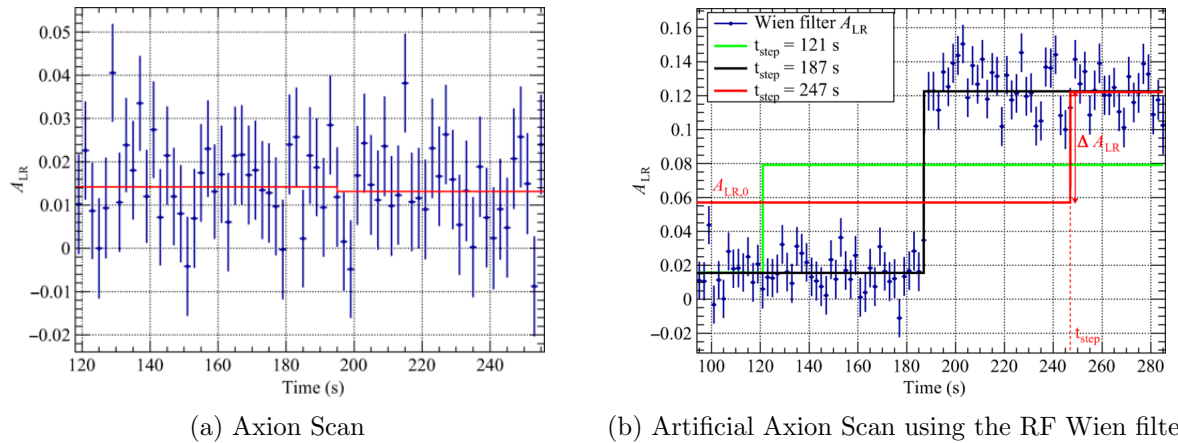 0.05
0.04
0.03
0.02
0.01
0
−0.01
−0.02
A_LR
120 140 160 180 200 220 240
Time (s)
(a) Axion Scan
0.16
0.14
0.12
0.1
0.08
0.06
0.04
0.02
0
−0.02
A_LR
Wien filter A_LR
t_step = 121 s
t_step = 187 s
t_step = 247 s
A_LR,0
Δ A_LR
t_step
100 120 140 160 180 200 220 240 260 280
Time (s)
(b) Artificial Axion Scan using the RF Wien filte